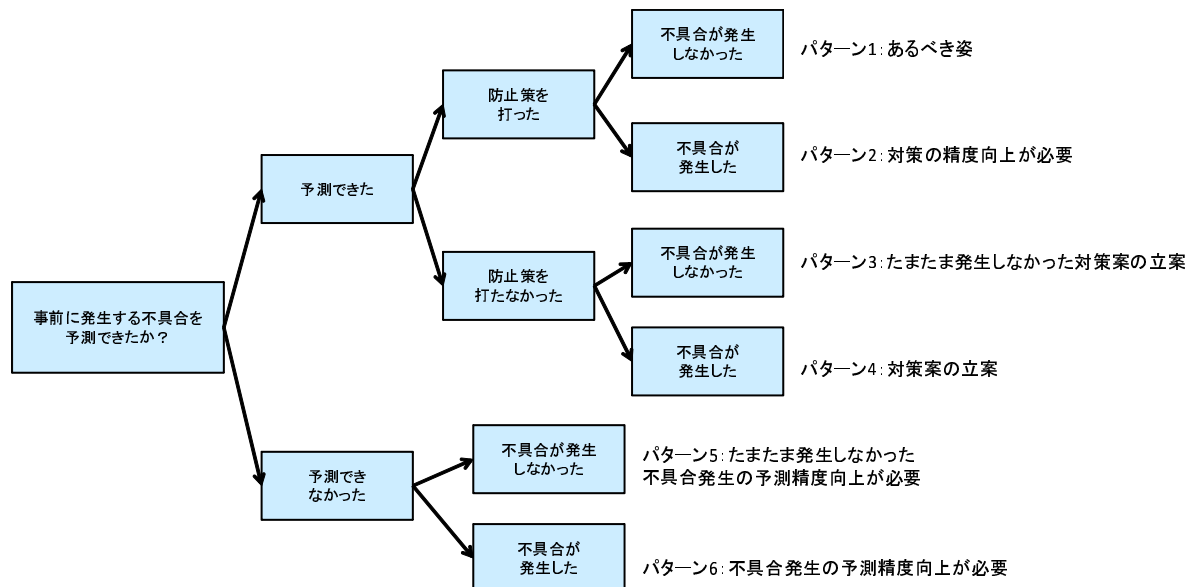 事前に発生する不具合を
予測できたか?
予測できた
防止策を
打った
不具合が発生
しなかった
パターン1:あるべき姿
不具合が
発生した
パターン2:対策の精度向上が必要
防止策を
打たなかった
不具合が発生
しなかった
パターン3:たまたま発生しなかった対策案の立案
不具合が
発生した
パターン4:対策案の立案
予測でき
なかった
不具合が発生
しなかった
パターン5:たまたま発生しなかった
不具合発生の予測精度向上が必要
不具合が
発生した
パターン6:不具合発生の予測精度向上が必要